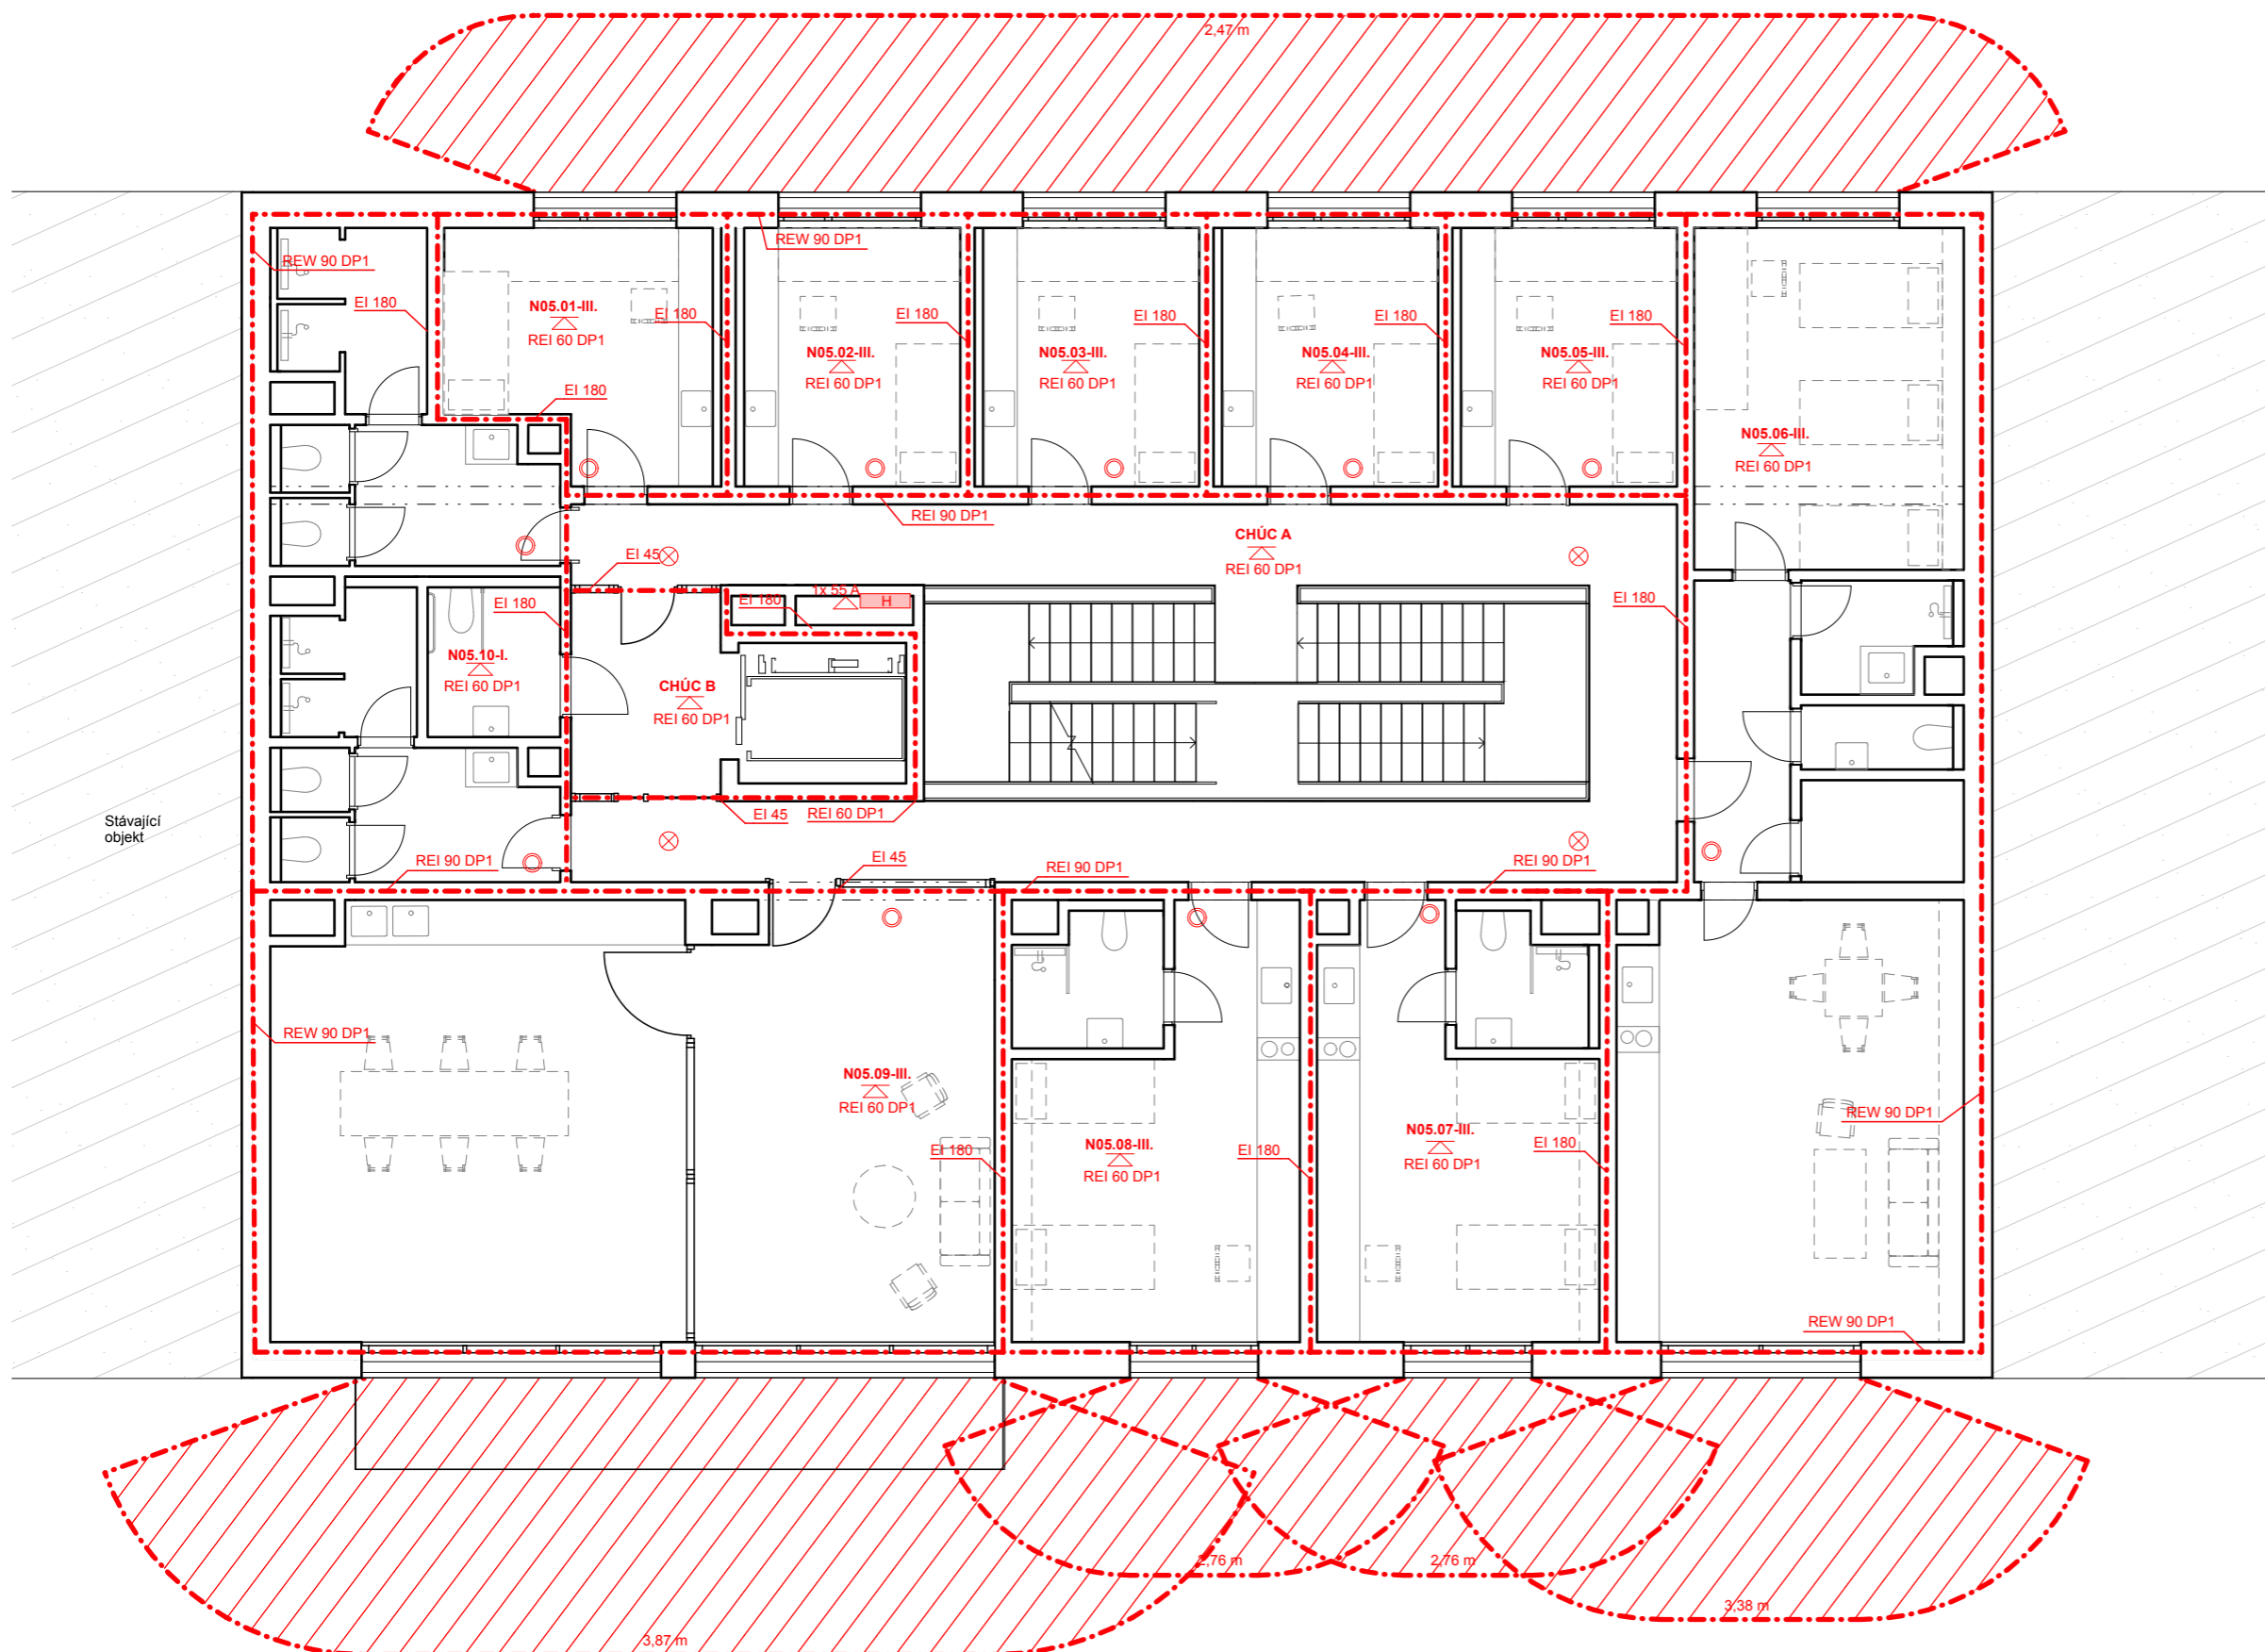 2,47 m
REW 90 DP1
REW 90 DP1
EI 180
N05.01-III.
REI 60 DP1
EI 180
EI 180
EI 180
EI 180
EI 180
N05.02-III.
REI 60 DP1
N05.03-III.
REI 60 DP1
N05.04-III.
REI 60 DP1
N05.05-III.
REI 60 DP1
EI 180
N05.06-III.
REI 60 DP1
REI 90 DP1
CHÚC A
REI 60 DP1
EI 45
1x 55 A
H
EI 180
EI 180
EI 180
N05.10-I.
REI 60 DP1
CHÚC B
REI 60 DP1
EI 45
REI 60 DP1
Stávající
objekt
REI 90 DP1
EI 45
REI 90 DP1
REI 90 DP1
REW 90 DP1
N05.09-III.
REI 60 DP1
EI 180
N05.08-III.
REI 60 DP1
EI 180
N05.07-III.
REI 60 DP1
EI 180
REW 90 DP1
REW 90 DP1
2,76 m
2,76 m
3,38 m
3,87 m